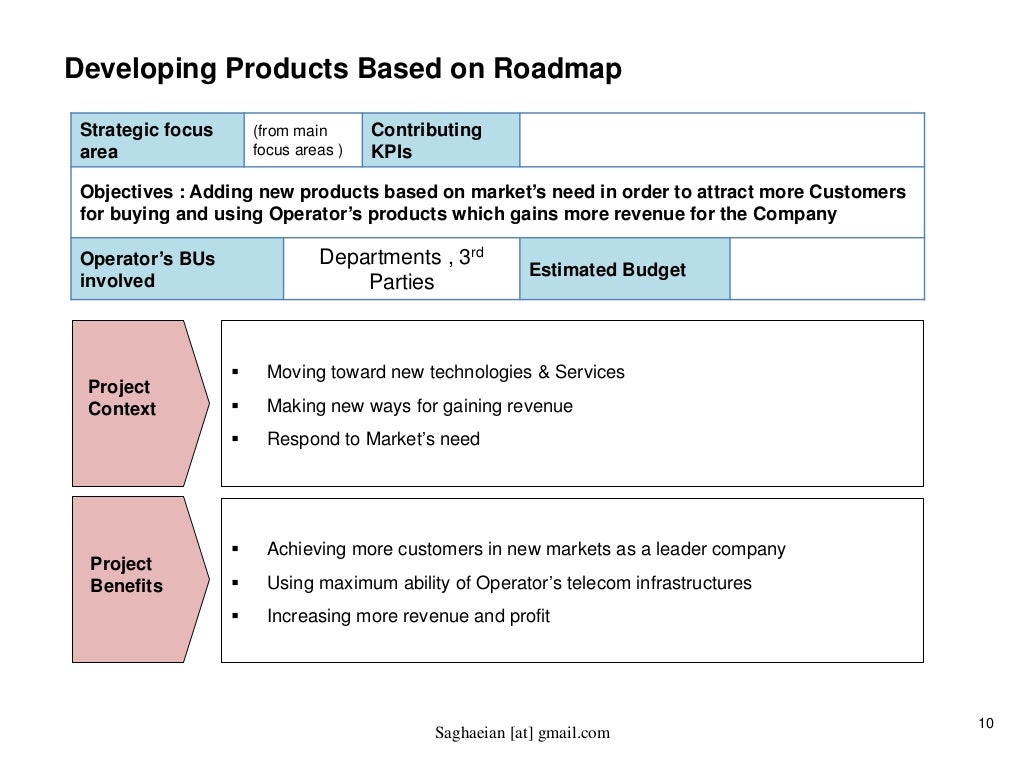 Developing Products Based on Roadmap
Strategic focus
area
(from main
focus areas )
Contributing
KPIs
Objectives : Adding new products based on market’s need in order to attract more Customers
for buying and using Operator’s products which gains more revenue for the Company
Operator’s BUs
involved
Departments , 3rd
Parties
Estimated Budget
Project
Context
▪ Moving toward new technologies & Services
▪ Making new ways for gaining revenue
▪ Respond to Market’s need
Project
Benefits
▪ Achieving more customers in new markets as a leader company
▪ Using maximum ability of Operator’s telecom infrastructures
▪ Increasing more revenue and profit
Saghaeian [at] gmail.com
10